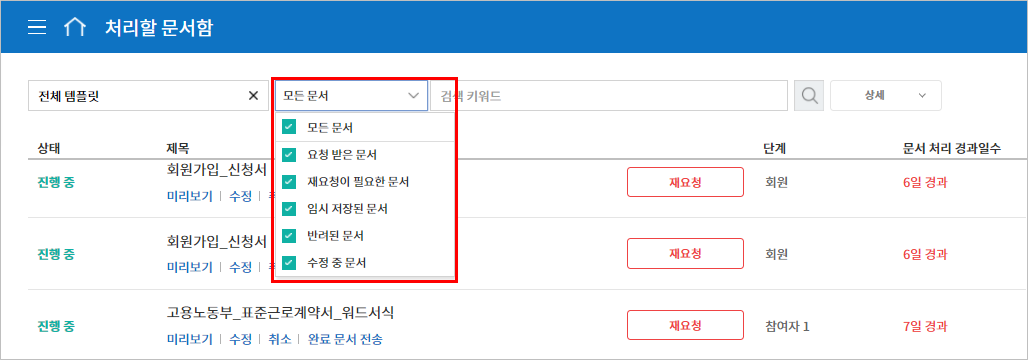 처리할 문서함
전체 템플릿
모든 문서
검색 키워드
상세
모든 문서
요청 받은 문서
재요청이 필요한 문서
임시 저장된 문서
반려된 문서
수정 중 문서
상태 제목 단계 문서 처리 경과일수
진행 중 회원가입_신청서 재요청 회원 6일 경과
미리보기 수정
진행 중 회원가입_신청서 재요청 회원 6일 경과
미리보기 수정
진행 중 고용노동부_표준근로계약서_워드서식 재요청 참여자 1 7일 경과
미리보기 수정 취소 완료 문서 전송